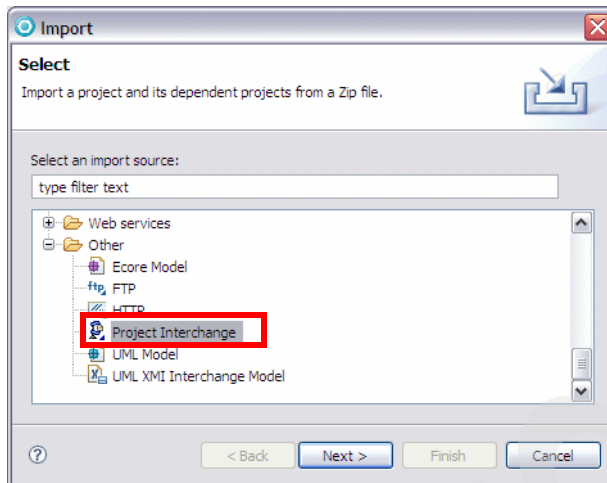 Import
Select
Import a project and its dependent projects from a Zip file.
Select an import source:
type filter text
Web services
Other
Ecore Model
FTP
HTTP
Project Interchange
UML Model
UML XMI Interchange Model
< Back Next > Finish Cancel